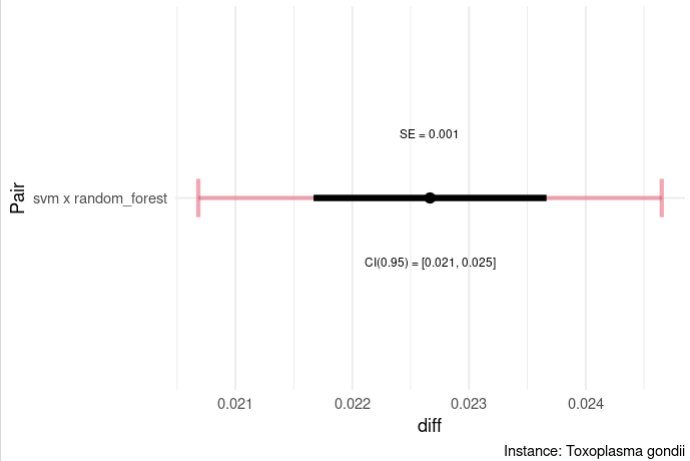 SE = 0.001
Pair
svm x random_forest
CI(0.95) = [0.021, 0.025]
0.021 0.022 0.023 0.024
diff
Instance: Toxoplasma gondii